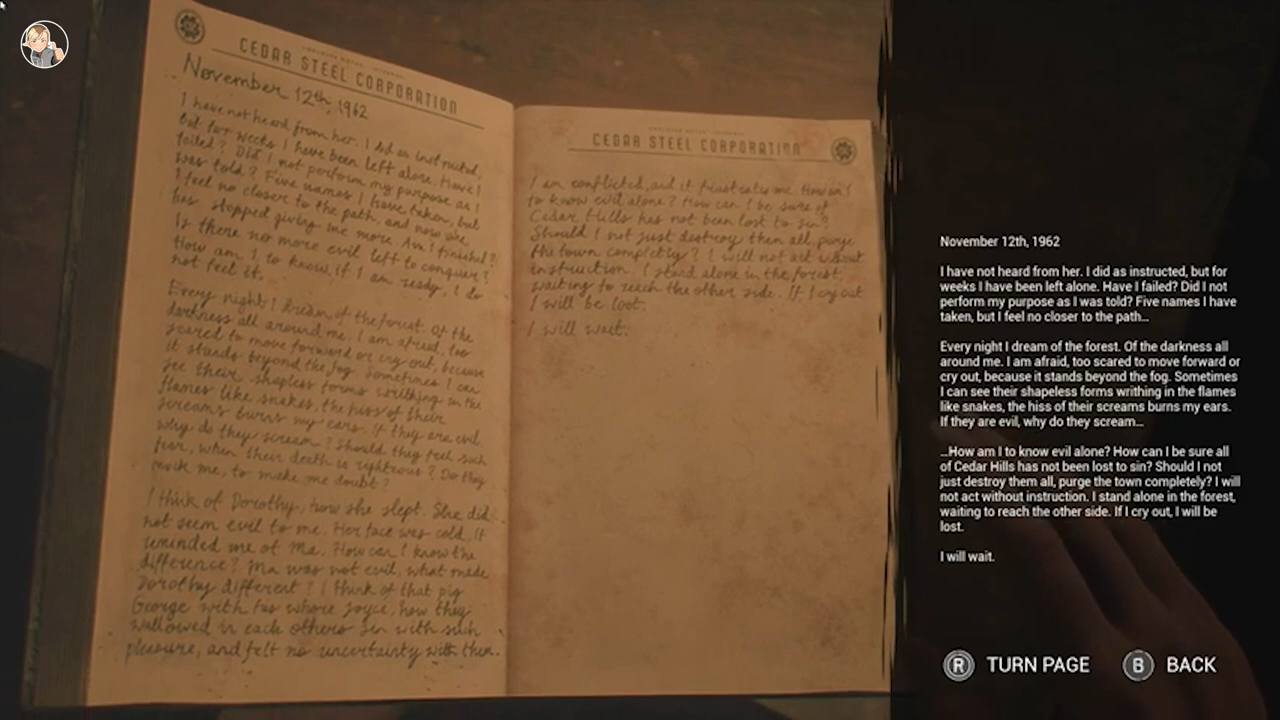 CEDAR STEEL CORPORATION
November 12th, 1962
I have not heard from her. I did as instructed,
but for weeks I have been left alone. Have I
failed? Did I not perform my purpose as I
was told? Five names I have taken, but
I feel no closer to the path, and now she
has stopped giving me more. Am I finished?
Is there no more evil left to conquer?
How am I to know if I am ready, I do
not feel it.
Every night I dream of the forest. Of the
darkness all around me. I am afraid, too
scared to move forward or cry out, because
it stands beyond the fog. Sometimes I can
see their shapeless forms writhing in the
flames like snakes, the hiss of their
screams burns my ears. If they are evil,
why do they scream? Should they feel such
fear, when their death is righteous? Do they
mock me, to make me doubt?
I think of Dorothy, how she slept. She did
not seem evil to me. Her face was cold, it
reminded me of Ma. How can I know the
difference? Ma was not evil, what made
Dorothy different? I think of that pig
George with his whore Joyce, how they
wallowed in each others sin with such
pleasure, and felt no uncertainty with them.
CEDAR STEEL CORPORATION
I am conflicted, and it frustrates me. How am I
to know evil alone? How can I be sure of
Cedar Hills has not been lost to sin?
Should I not just destroy them all, purge
the town completely? I will not act without
instruction. I stand alone in the forest,
waiting to reach the other side. If I cry out
I will be lost.
I will wait.
November 12th, 1962
I have not heard from her. I did as instructed, but for
weeks I have been left alone. Have I failed? Did I not
perform my purpose as I was told? Five names I have
taken, but I feel no closer to the path...
Every night I dream of the forest. Of the darkness all
around me. I am afraid, too scared to move forward or
cry out, because it stands beyond the fog. Sometimes
I can see their shapeless forms writhing in the flames
like snakes, the hiss of their screams burns my ears.
If they are evil, why do they scream...
...How am I to know evil alone? How can I be sure all
of Cedar Hills has not been lost to sin? Should I not
just destroy them all, purge the town completely? I will
not act without instruction. I stand alone in the forest,
waiting to reach the other side. If I cry out, I will be
lost.
I will wait.
R TURN PAGE B BACK